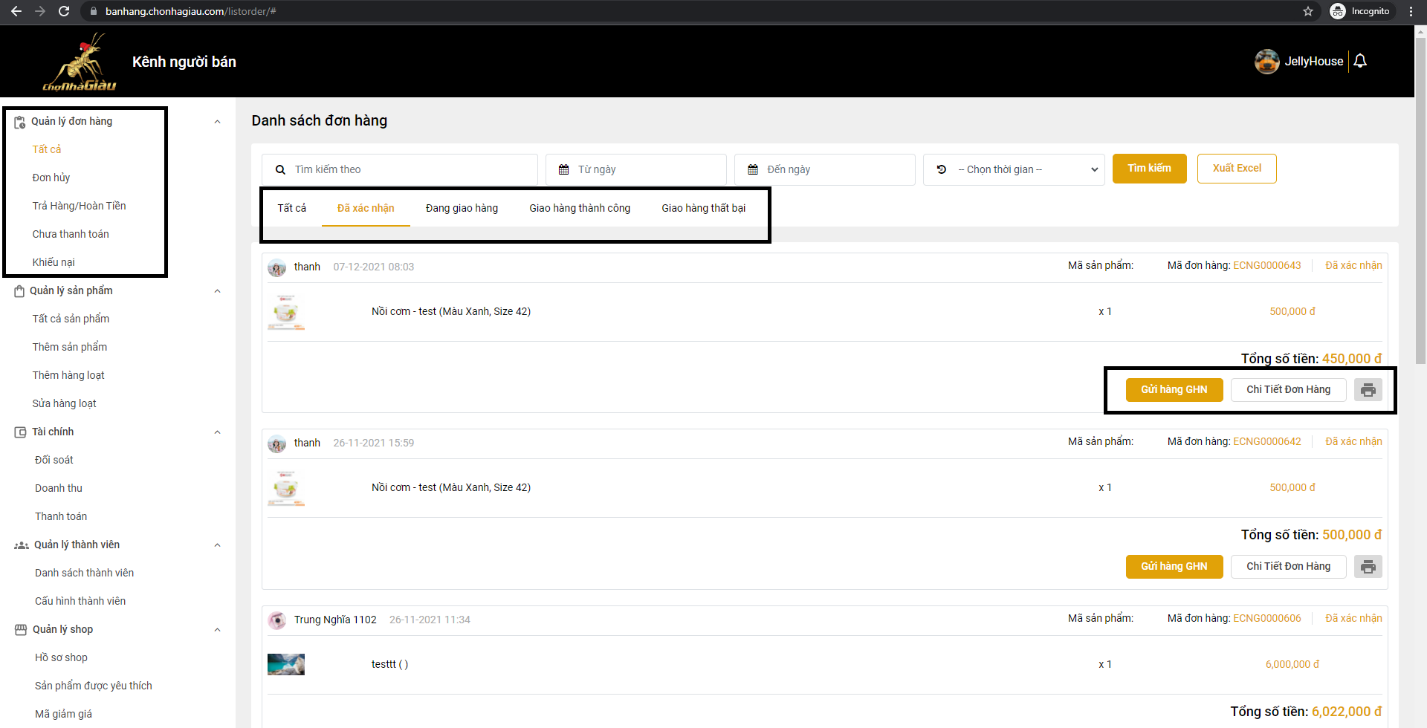 banhang.chonhagiau.com/listorder/#
Incognito
ChợNhàGiàu
Kênh người bán
JellyHouse
Quản lý đơn hàng
Tất cả
Đơn hủy
Trả Hàng/Hoàn Tiền
Chưa thanh toán
Khiếu nại
Quản lý sản phẩm
Tất cả sản phẩm
Thêm sản phẩm
Thêm hàng loạt
Sửa hàng loạt
Tài chính
Đối soát
Doanh thu
Thanh toán
Quản lý thành viên
Danh sách thành viên
Cấu hình thành viên
Quản lý shop
Hồ sơ shop
Sản phẩm được yêu thích
Mã giảm giá
Danh sách đơn hàng
Tìm kiếm theo Từ ngày Đến ngày -- Chọn thời gian -- Tìm kiếm Xuất Excel
Tất cả Đã xác nhận Đang giao hàng Giao hàng thành công Giao hàng thất bại
thanh 07-12-2021 08:03 Mã sản phẩm: Mã đơn hàng: ECNG0000643 Đã xác nhận
Nồi cơm - test (Màu Xanh, Size 42) x 1 500,000 đ
Tổng số tiền: 450,000 đ
Gửi hàng GHN Chi Tiết Đơn Hàng
thanh 26-11-2021 15:59 Mã sản phẩm: Mã đơn hàng: ECNG0000642 Đã xác nhận
Nồi cơm - test (Màu Xanh, Size 42) x 1 500,000 đ
Tổng số tiền: 500,000 đ
Gửi hàng GHN Chi Tiết Đơn Hàng
Trung Nghĩa 1102 26-11-2021 11:34 Mã sản phẩm: Mã đơn hàng: ECNG0000606 Đã xác nhận
testtt ( ) x 1 6,000,000 đ
Tổng số tiền: 6,022,000 đ